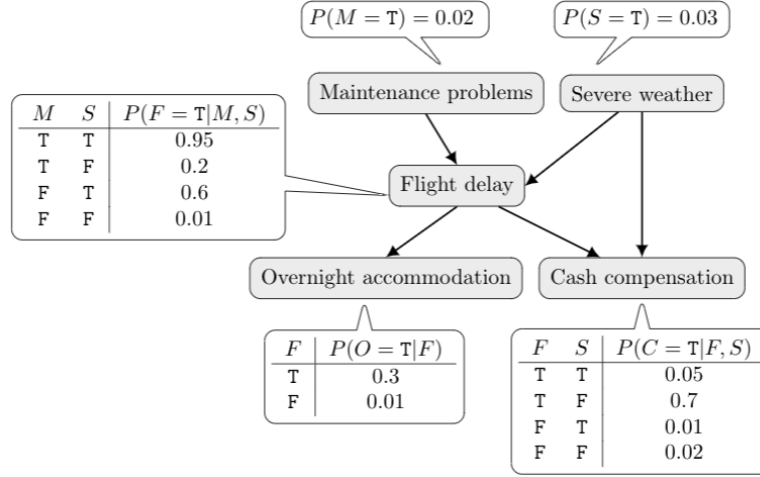 P(M = T) = 0.02
P(S = T) = 0.03
Maintenance problems
Severe weather
M S P(F = T|M, S)
T T 0.95
T F 0.2
F T 0.6
F F 0.01
Flight delay
Overnight accommodation
Cash compensation
F P(O = T|F)
T 0.3
F 0.01
F S P(C = T|F, S)
T T 0.05
T F 0.7
F T 0.01
F F 0.02